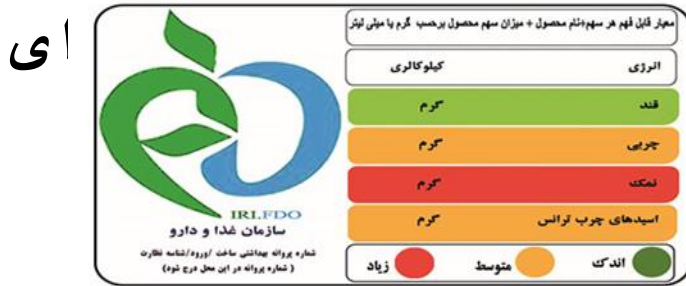 ای
معیار قابل فهم هر سهم+نام محصول + میزان سهم محصول برحسب گرم یا میلی لیتر
انرژی کیلوکالری
قند گرم
چربی گرم
نمک گرم
اسیدهای چرب ترانس گرم
اندک متوسط زیاد
IRI.FDO
سازمان غذا و دارو
شماره پروانه بهداشتی ساخت /ورود/شناسه نظارت
( شماره پروانه در این محل درج شود)